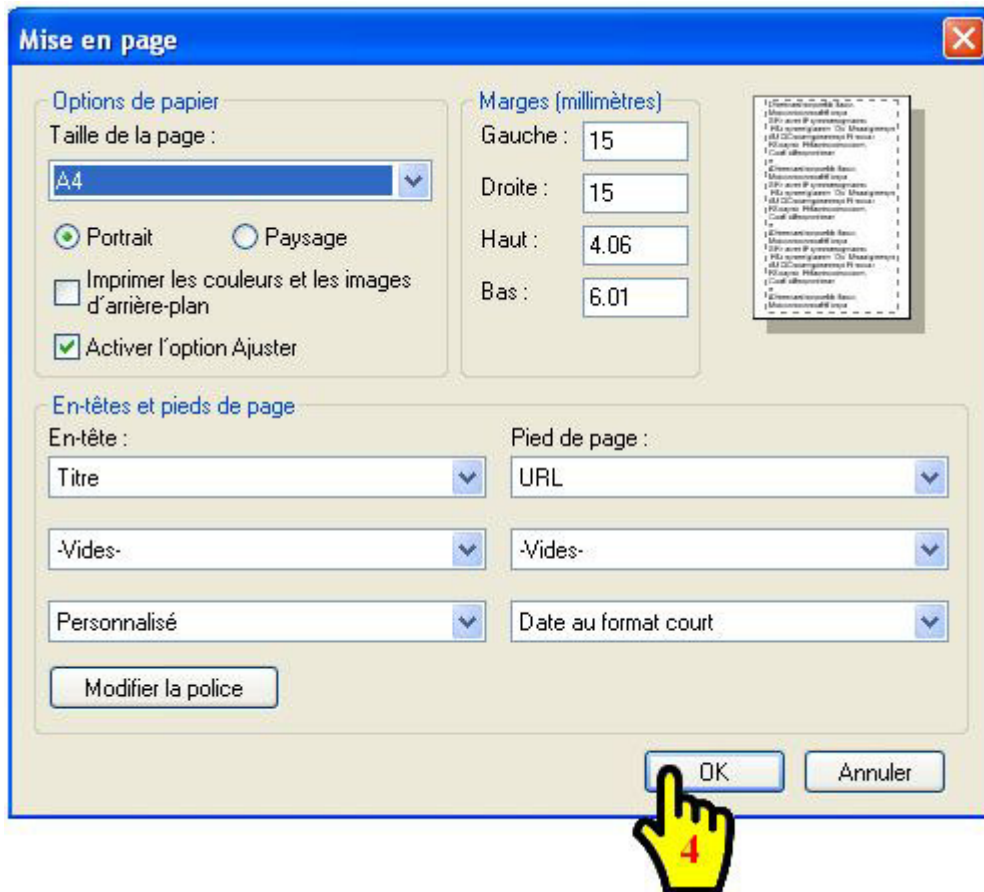 Mise en page
Options de papier
Taille de la page :
A4
Portrait
Paysage
Imprimer les couleurs et les images
d'arrière-plan
Activer l'option Ajuster
Marges (millimètres)
Gauche : 15
Droite : 15
Haut : 4.06
Bas : 6.01
En-têtes et pieds de page
En-tête :
Titre
-Vides-
Personnalisé
Pied de page :
URL
-Vides-
Date au format court
Modifier la police
OK
Annuler
4